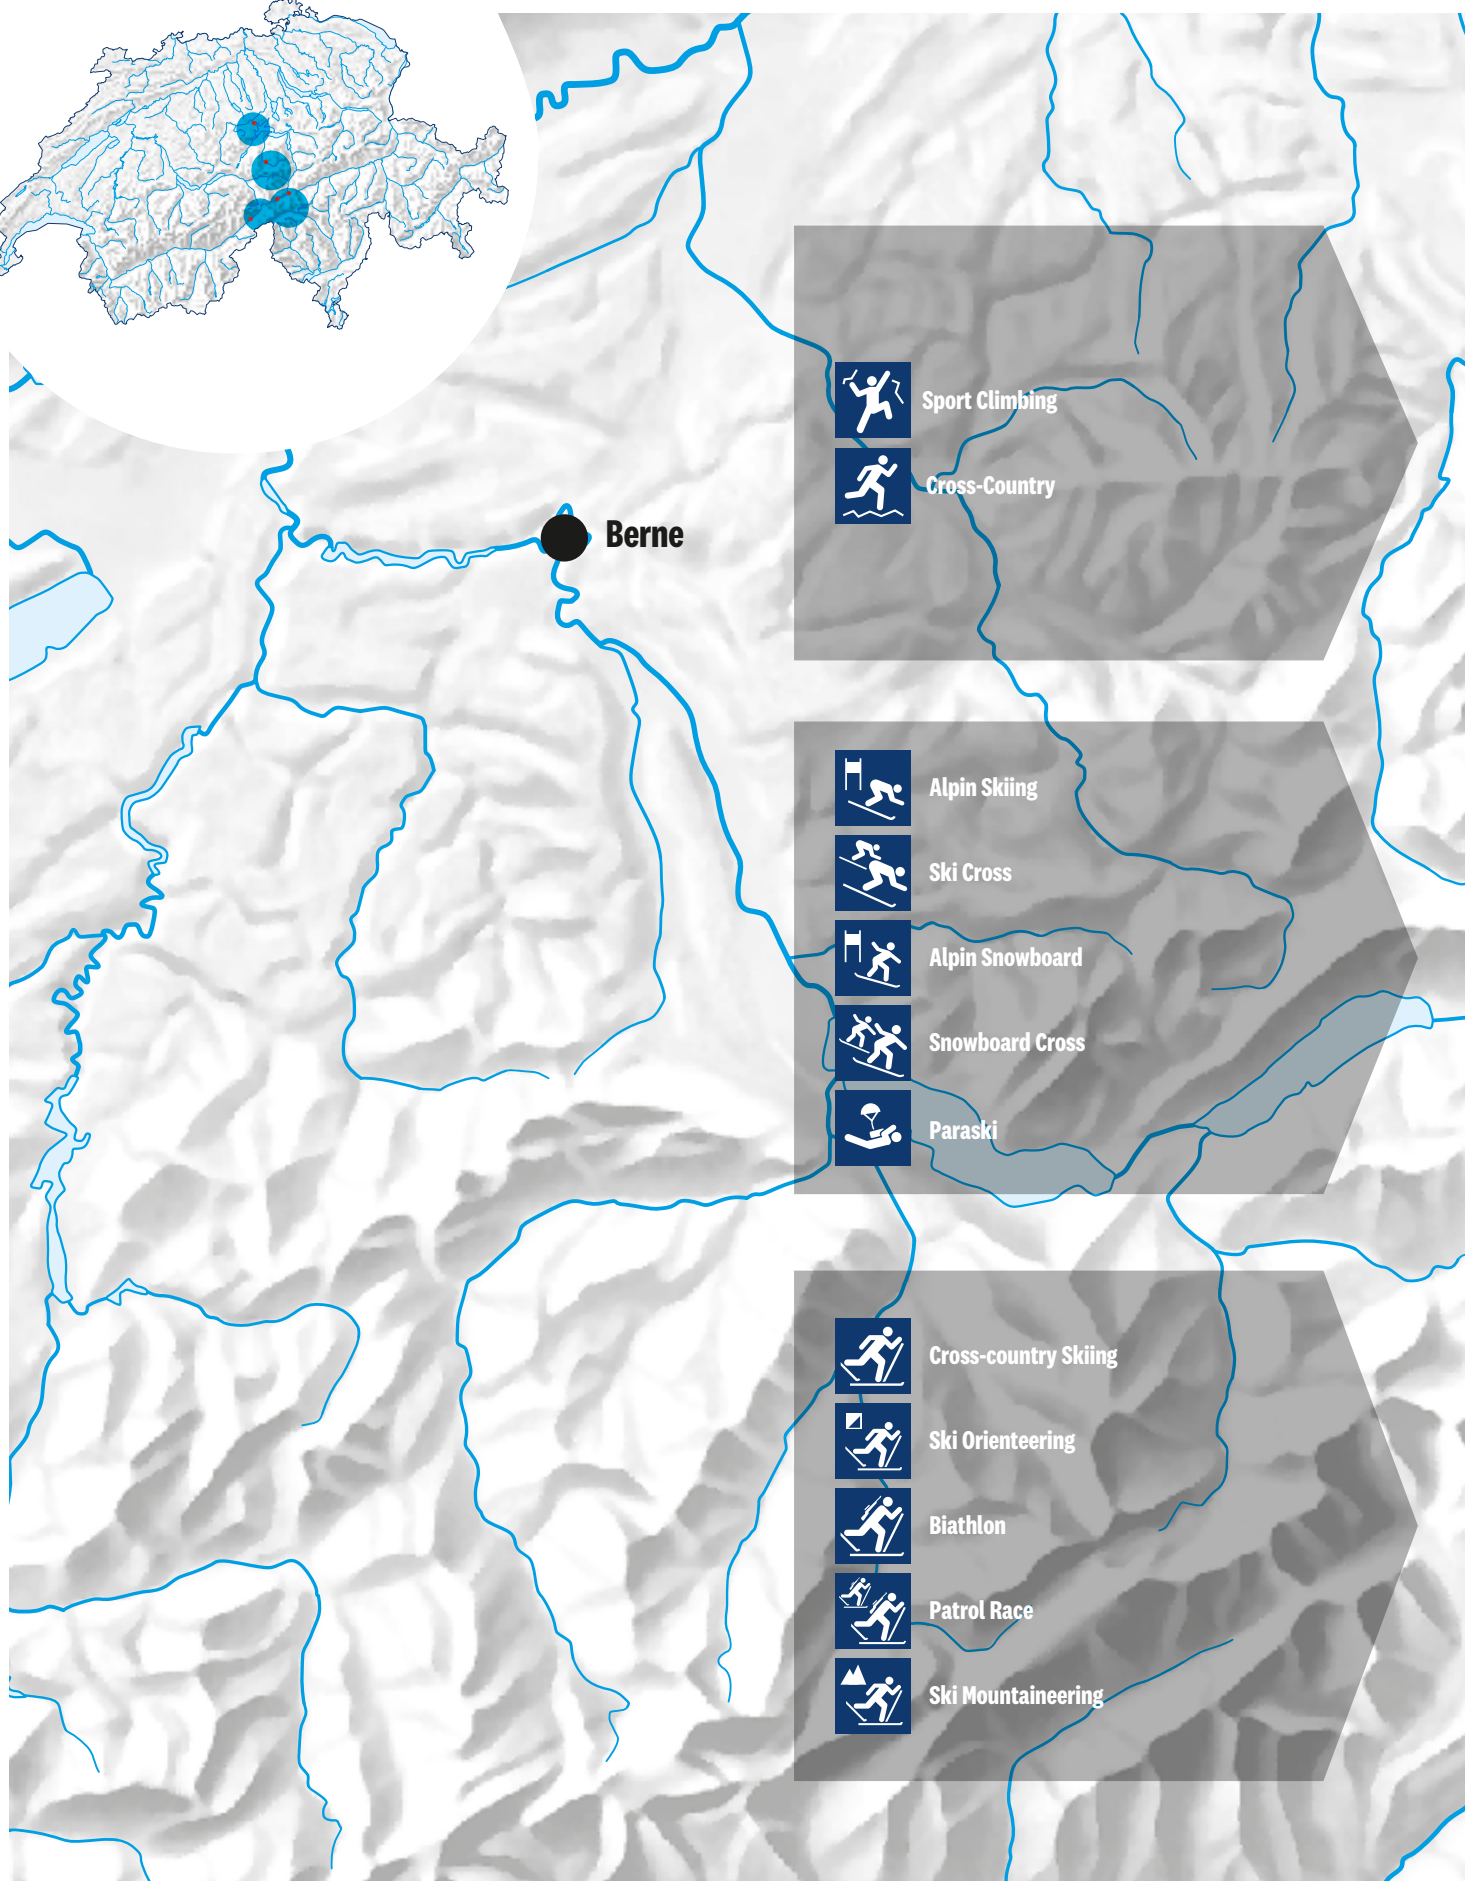 Sport Climbing
Cross-Country
Berne
Alpin Skiing
Ski Cross
Alpin Snowboard
Snowboard Cross
Paraski
Cross-country Skiing
Ski Orienteering
Biathlon
Patrol Race
Ski Mountaineering